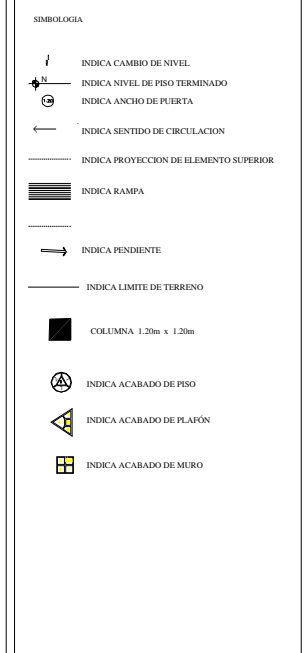 SIMBOLOGIA
INDICA CAMBIO DE NIVEL
N INDICA NIVEL DE PISO TERMINADO
1.20 INDICA ANCHO DE PUERTA
INDICA SENTIDO DE CIRCULACION
INDICA PROYECCION DE ELEMENTO SUPERIOR
INDICA RAMPA
INDICA PENDIENTE
INDICA LIMITE DE TERRENO
COLUMNA 1.20m x 1.20m
INDICA ACABADO DE PISO
INDICA ACABADO DE PLAFÓN
INDICA ACABADO DE MURO